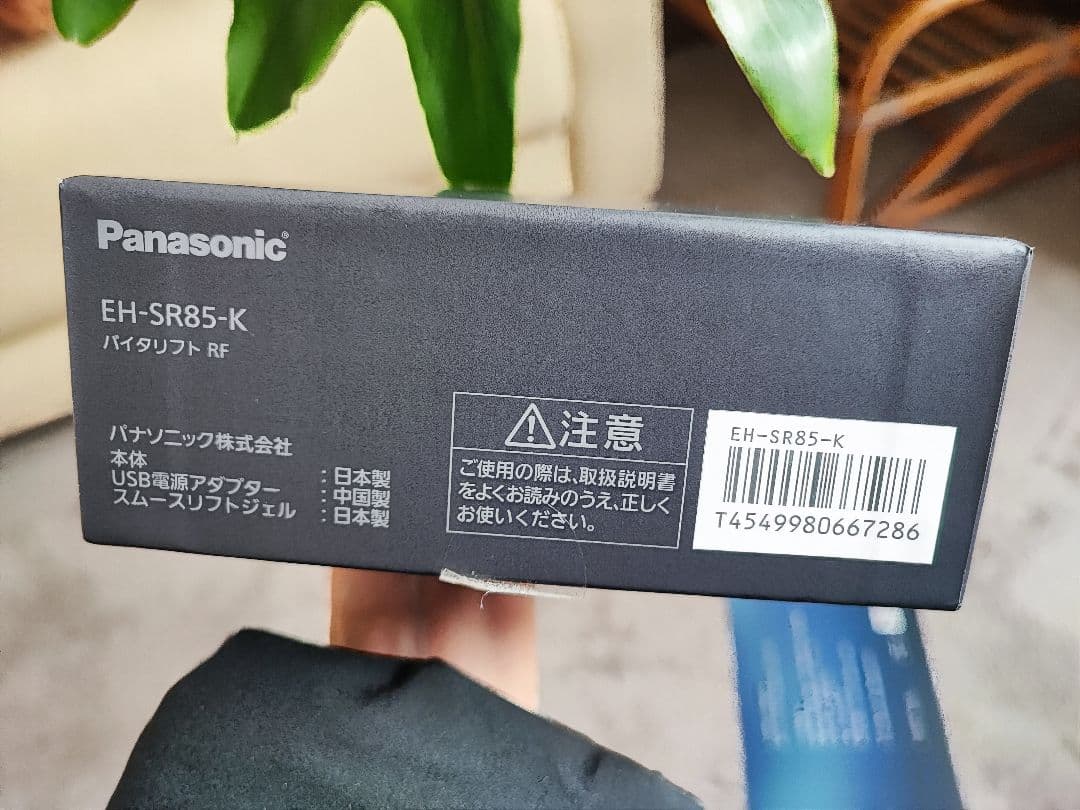 Panasonic®
EH-SR85-K
バイタリフト RF
パナソニック株式会社
本体 :日本製
USB電源アダプター :中国製
スムースリフトジェル :日本製
注意
ご使用の際は、取扱説明書
をよくお読みのうえ、正しく
お使いください。
EH-SR85-K
T4549980667286